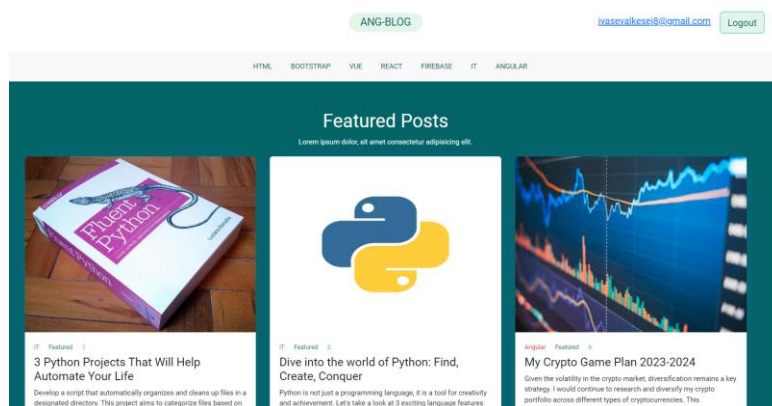 ANG-BLOG
ivasevalkesej8@gmail.com
Logout
HTML BOOTSTRAP VUE REACT FIREBASE IT ANGULAR
Featured Posts
Lorem ipsum dolor, sit amet consectetur adipisicing elit.
Fluent
Python
IT Featured 1
3 Python Projects That Will Help
Automate Your Life
Develop a script that automatically organizes and cleans up files in a
designated directory. This project aims to categorize files based on
IT Featured 2
Dive into the world of Python: Find,
Create, Conquer
Python is not just a programming language, it is a tool for creativity
and achievement. Let's take a look at 3 exciting language features
Angular Featured 6
My Crypto Game Plan 2023-2024
Given the volatility in the crypto market, diversification remains a key
strategy. I would continue to research and diversify my crypto
portfolio across different types of cryptocurrencies. This